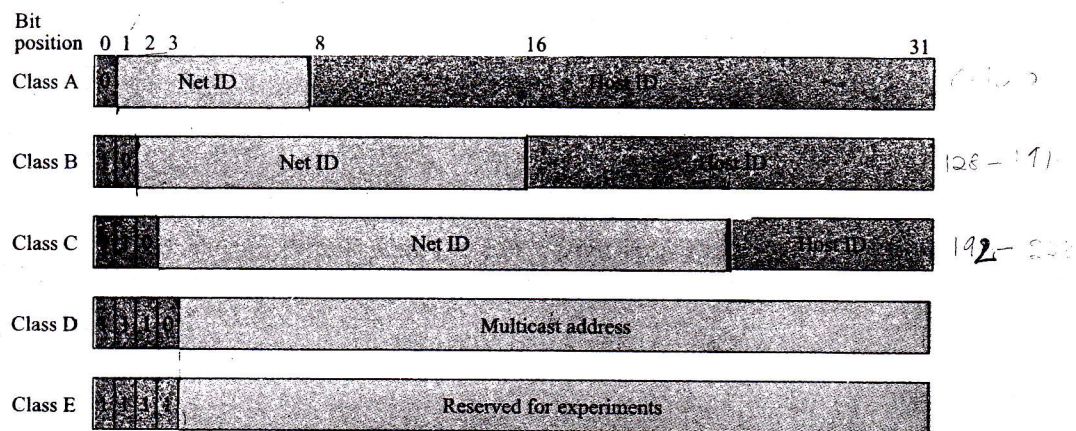 Bit
position 0 1 2 3 8 16 31
Class A 0 Net ID Host ID
Class B 1 0 Net ID Host ID 128 - 191
Class C 1 0 Net ID Host ID 192 -
Class D 1 1 1 0 Multicast address
Class E 1 1 1 1 Reserved for experiments